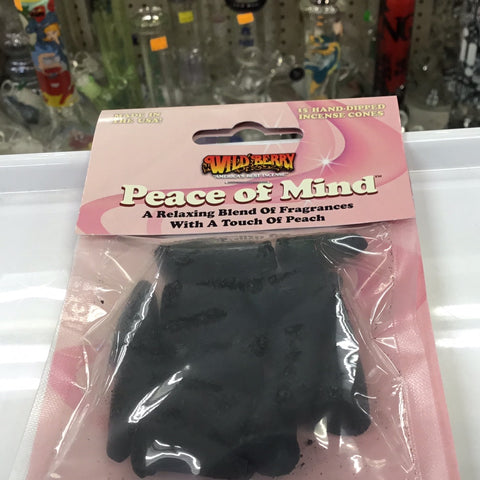 MADE IN
THE USA!
15 HAND-DIPPED
INCENSE CONES
WILD BERRY
"AMERICA'S BEST INCENSE"
Peace of Mind™
A Relaxing Blend Of Fragrances
With A Touch Of Peach